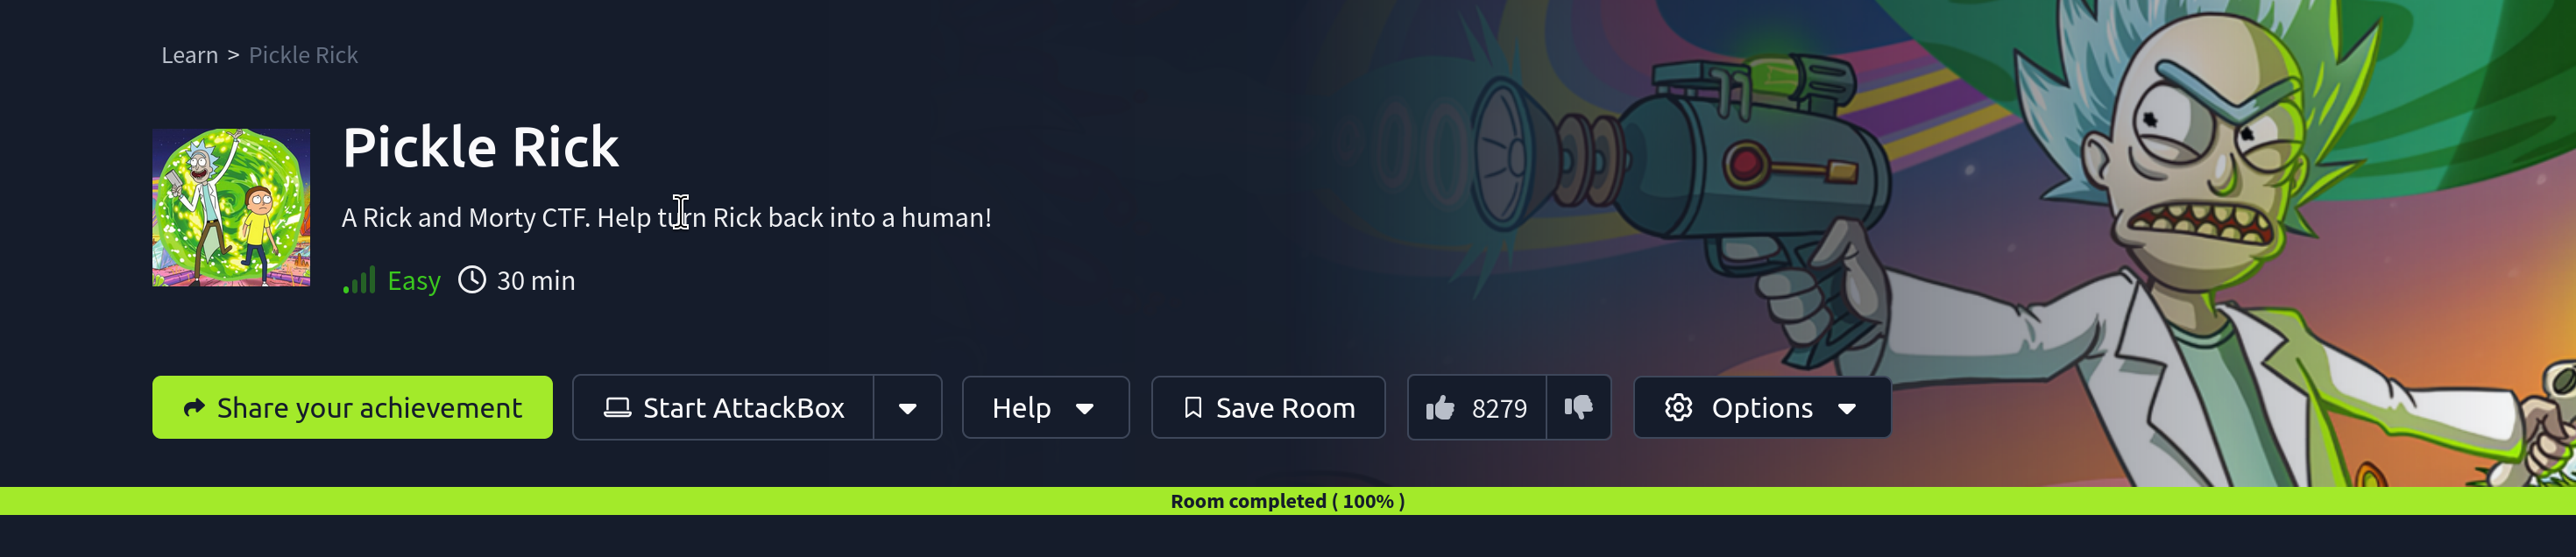 Learn > Pickle Rick
Pickle Rick
A Rick and Morty CTF. Help turn Rick back into a human!
Easy 30 min
Share your achievement Start AttackBox Help Save Room 8279 Options
Room completed ( 100% )